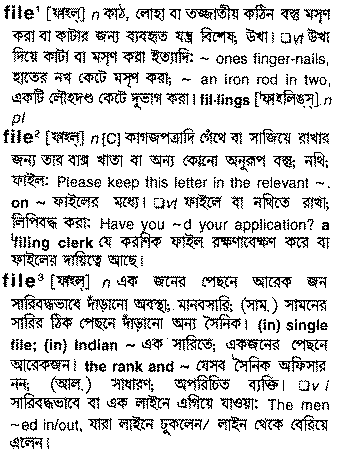 file¹ [ফাইল্] n কাঠ, লোহা বা তজ্জাতীয় কঠিন বস্তু মসৃণ
করা বা কাটার জন্য ব্যবহৃত যন্ত্র বিশেষ; উখা। □vt উখা
দিয়ে কাটা বা মসৃণ করা ইত্যাদি: ~ ones finger-nails,
হাতের নখ কেটে মসৃণ করা; ~ an iron rod in two,
একটি লৌহদণ্ড কেটে দুভাগ করা। fil·lings [ফাইলিঙ্স্] n
pl
file² [ফাইল্] n [C] কাগজপত্রাদি গেঁথে বা সাজিয়ে রাখার
জন্য তার বাক্স খাতা বা অন্য কোনো অনুরূপ বস্তু; নথি;
ফাইল: Please keep this letter in the relevant ~.
on ~ ফাইলের মধ্যে। □vt ফাইলে বা নথিতে রাখা;
লিপিবদ্ধ করা: Have you ~d your application? a
'filing clerk যে করণিক ফাইল রক্ষণাবেক্ষণ করে বা
ফাইলের দায়িত্বে আছে।
file³ [ফাইল্] n এক জনের পেছনে আরেক জন
সারিবদ্ধভাবে দাঁড়ানো অবস্থা; মানবসারি; (সাম.) সামনের
সারির ঠিক পেছনে দাঁড়ানো অন্য সৈনিক। (in) single
file; (in) Indian ~ এক সারিতে; একজনের পেছনে
আরেকজন। the rank and ~ যেসব সৈনিক অফিসার
নন; (আল.) সাধারণ, অপরিচিত ব্যক্তি। □v i
সারিবদ্ধভাবে বা এক লাইনে এগিয়ে যাওয়া: The men
~ed in/out, যারা লাইনে ঢুকলেন/ লাইন থেকে বেরিয়ে
এলেন।